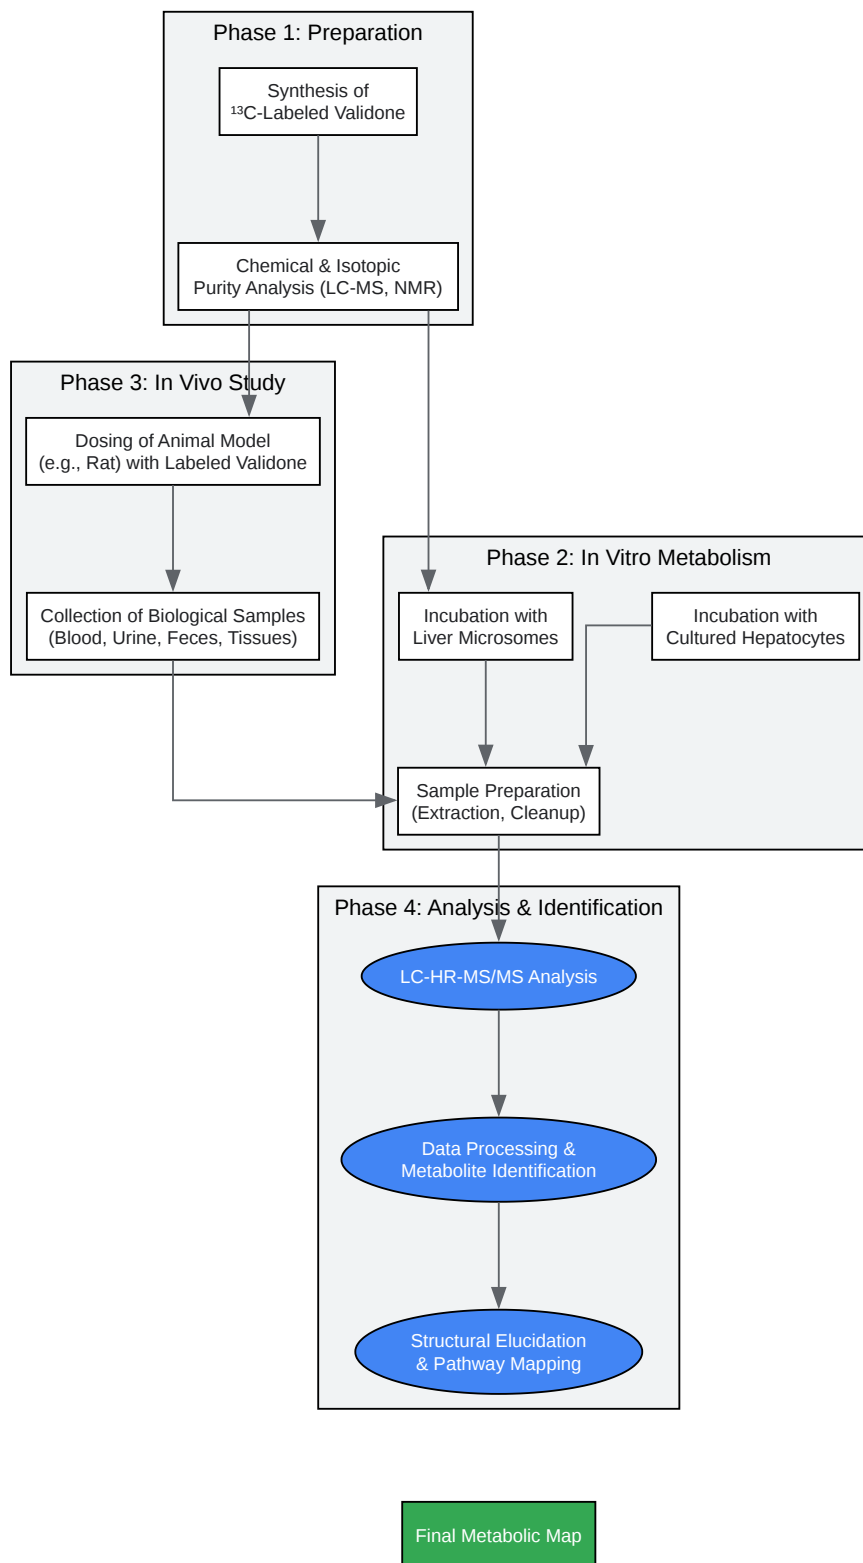 Phase 1: Preparation
Synthesis of
¹³C-Labeled Validone
Chemical & Isotopic
Purity Analysis (LC-MS, NMR)
Phase 3: In Vivo Study
Dosing of Animal Model
(e.g., Rat) with Labeled Validone
Collection of Biological Samples
(Blood, Urine, Feces, Tissues)
Phase 2: In Vitro Metabolism
Incubation with
Liver Microsomes
Incubation with
Cultured Hepatocytes
Sample Preparation
(Extraction, Cleanup)
Phase 4: Analysis & Identification
LC-HR-MS/MS Analysis
Data Processing &
Metabolite Identification
Structural Elucidation
& Pathway Mapping
Final Metabolic Map